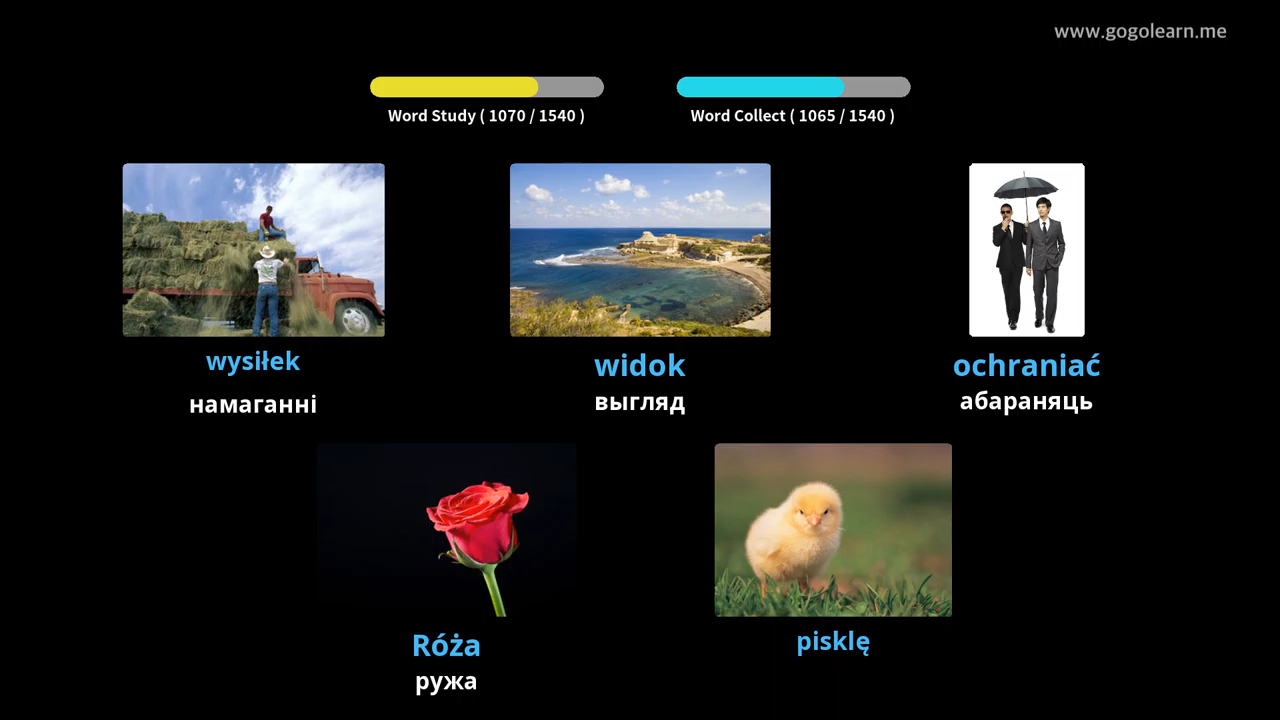 www.gogolearn.me
Word Study ( 1070 / 1540 )
Word Collect ( 1065 / 1540 )
wysiłek
намаганні
widok
выгляд
ochraniać
абараняць
Róża
ружа
pisklę